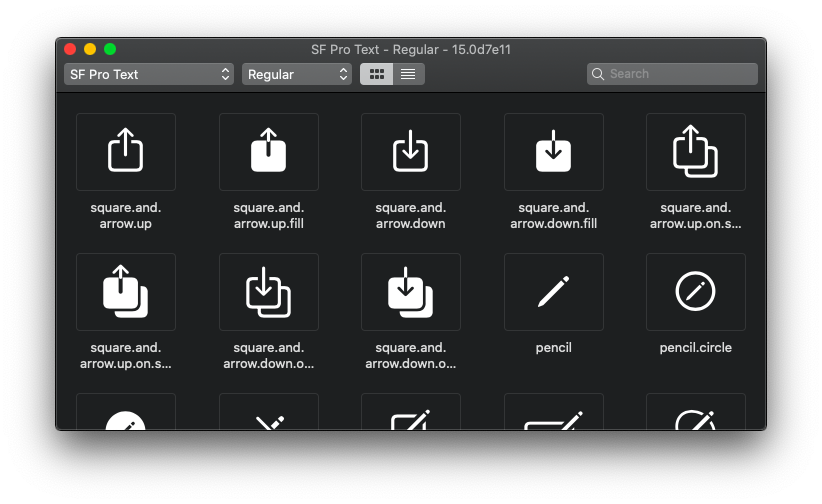 SF Pro Text - Regular - 15.0d7e11
SF Pro Text
Regular
Search
square.and.
arrow.up
square.and.
arrow.up.fill
square.and.
arrow.down
square.and.
arrow.down.fill
square.and.
arrow.up.on.s...
square.and.
arrow.up.on.s...
square.and.
arrow.down.o...
square.and.
arrow.down.o...
pencil
pencil.circle